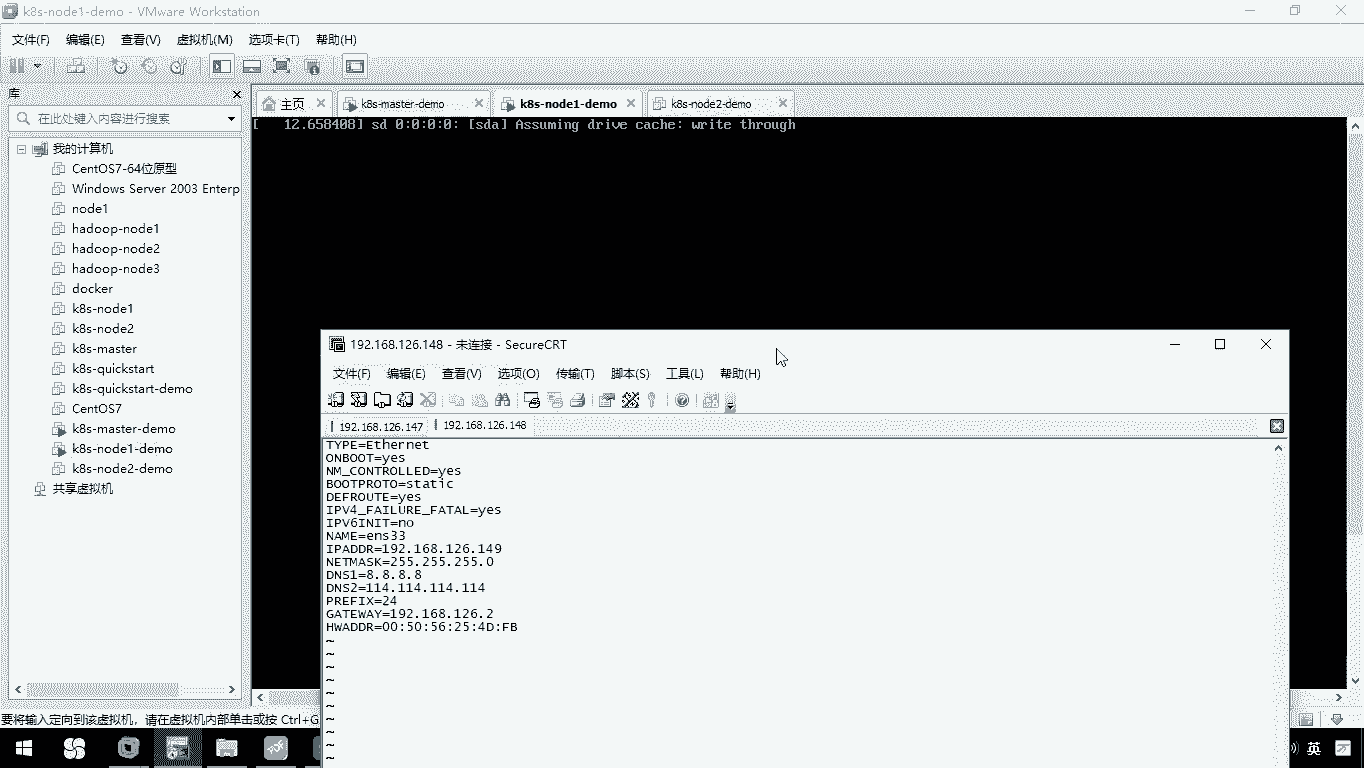 k8s-node1-demo - VMware Workstation
文件(F) 编辑(E) 查看(V) 虚拟机(M) 选项卡(T) 帮助(H)
库
在此处键入内容进行搜索
我的计算机
CentOS7-64位原型
Windows Server 2003 Enterp
node1
hadoop-node1
hadoop-node2
hadoop-node3
docker
k8s-node1
k8s-node2
k8s-master
k8s-quickstart
k8s-quickstart-demo
CentOS7
k8s-master-demo
k8s-node1-demo
k8s-node2-demo
共享虚拟机
主页 k8s-master-demo k8s-node1-demo k8s-node2-demo
[   12.658408] sd 0:0:0:0: [sda] Assuming drive cache: write through
192.168.126.148 - 未连接 - SecureCRT
文件(F) 编辑(E) 查看(V) 选项(O) 传输(T) 脚本(S) 工具(L) 帮助(H)
192.168.126.147 192.168.126.148
TYPE=Ethernet
ONBOOT=yes
NM_CONTROLLED=yes
BOOTPROTO=static
DEFROUTE=yes
IPV4_FAILURE_FATAL=yes
IPV6INIT=no
NAME=ens33
IPADDR=192.168.126.149
NETMASK=255.255.255.0
DNS1=8.8.8.8
DNS2=114.114.114.114
PREFIX=24
GATEWAY=192.168.126.2
HWADDR=00:50:56:25:4D:FB
~
~
~
~
~
~
~
~
~
~
要将输入定向到该虚拟机，请在虚拟机内部单击或按 Ctrl+G
英